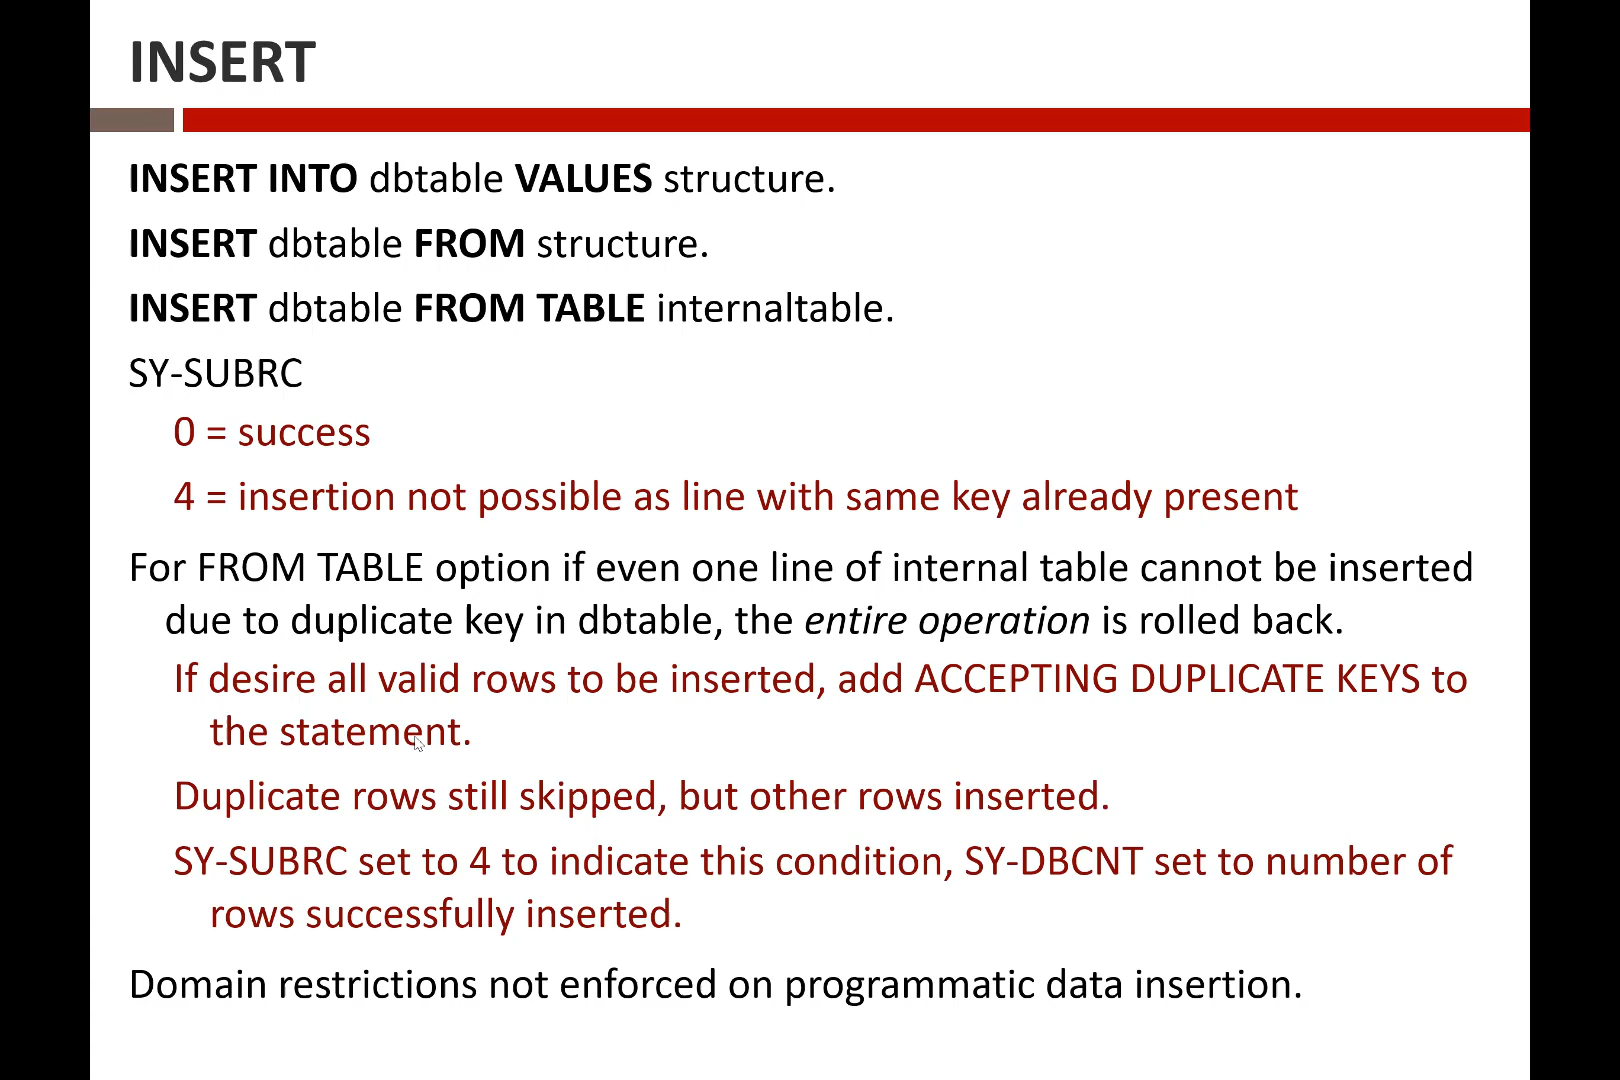 INSERT
INSERT INTO dbtable VALUES structure.
INSERT dbtable FROM structure.
INSERT dbtable FROM TABLE internaltable.
SY-SUBRC
0 = success
4 = insertion not possible as line with same key already present
For FROM TABLE option if even one line of internal table cannot be inserted
due to duplicate key in dbtable, the entire operation is rolled back.
If desire all valid rows to be inserted, add ACCEPTING DUPLICATE KEYS to
the statement.
Duplicate rows still skipped, but other rows inserted.
SY-SUBRC set to 4 to indicate this condition, SY-DBCNT set to number of
rows successfully inserted.
Domain restrictions not enforced on programmatic data insertion.